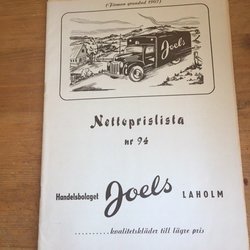 (Firman grundad 1907)
Joels
Nettoprislista
nr 94
Handelsbolaget Joels LAHOLM
..........kvalitetskläder till lägre pris